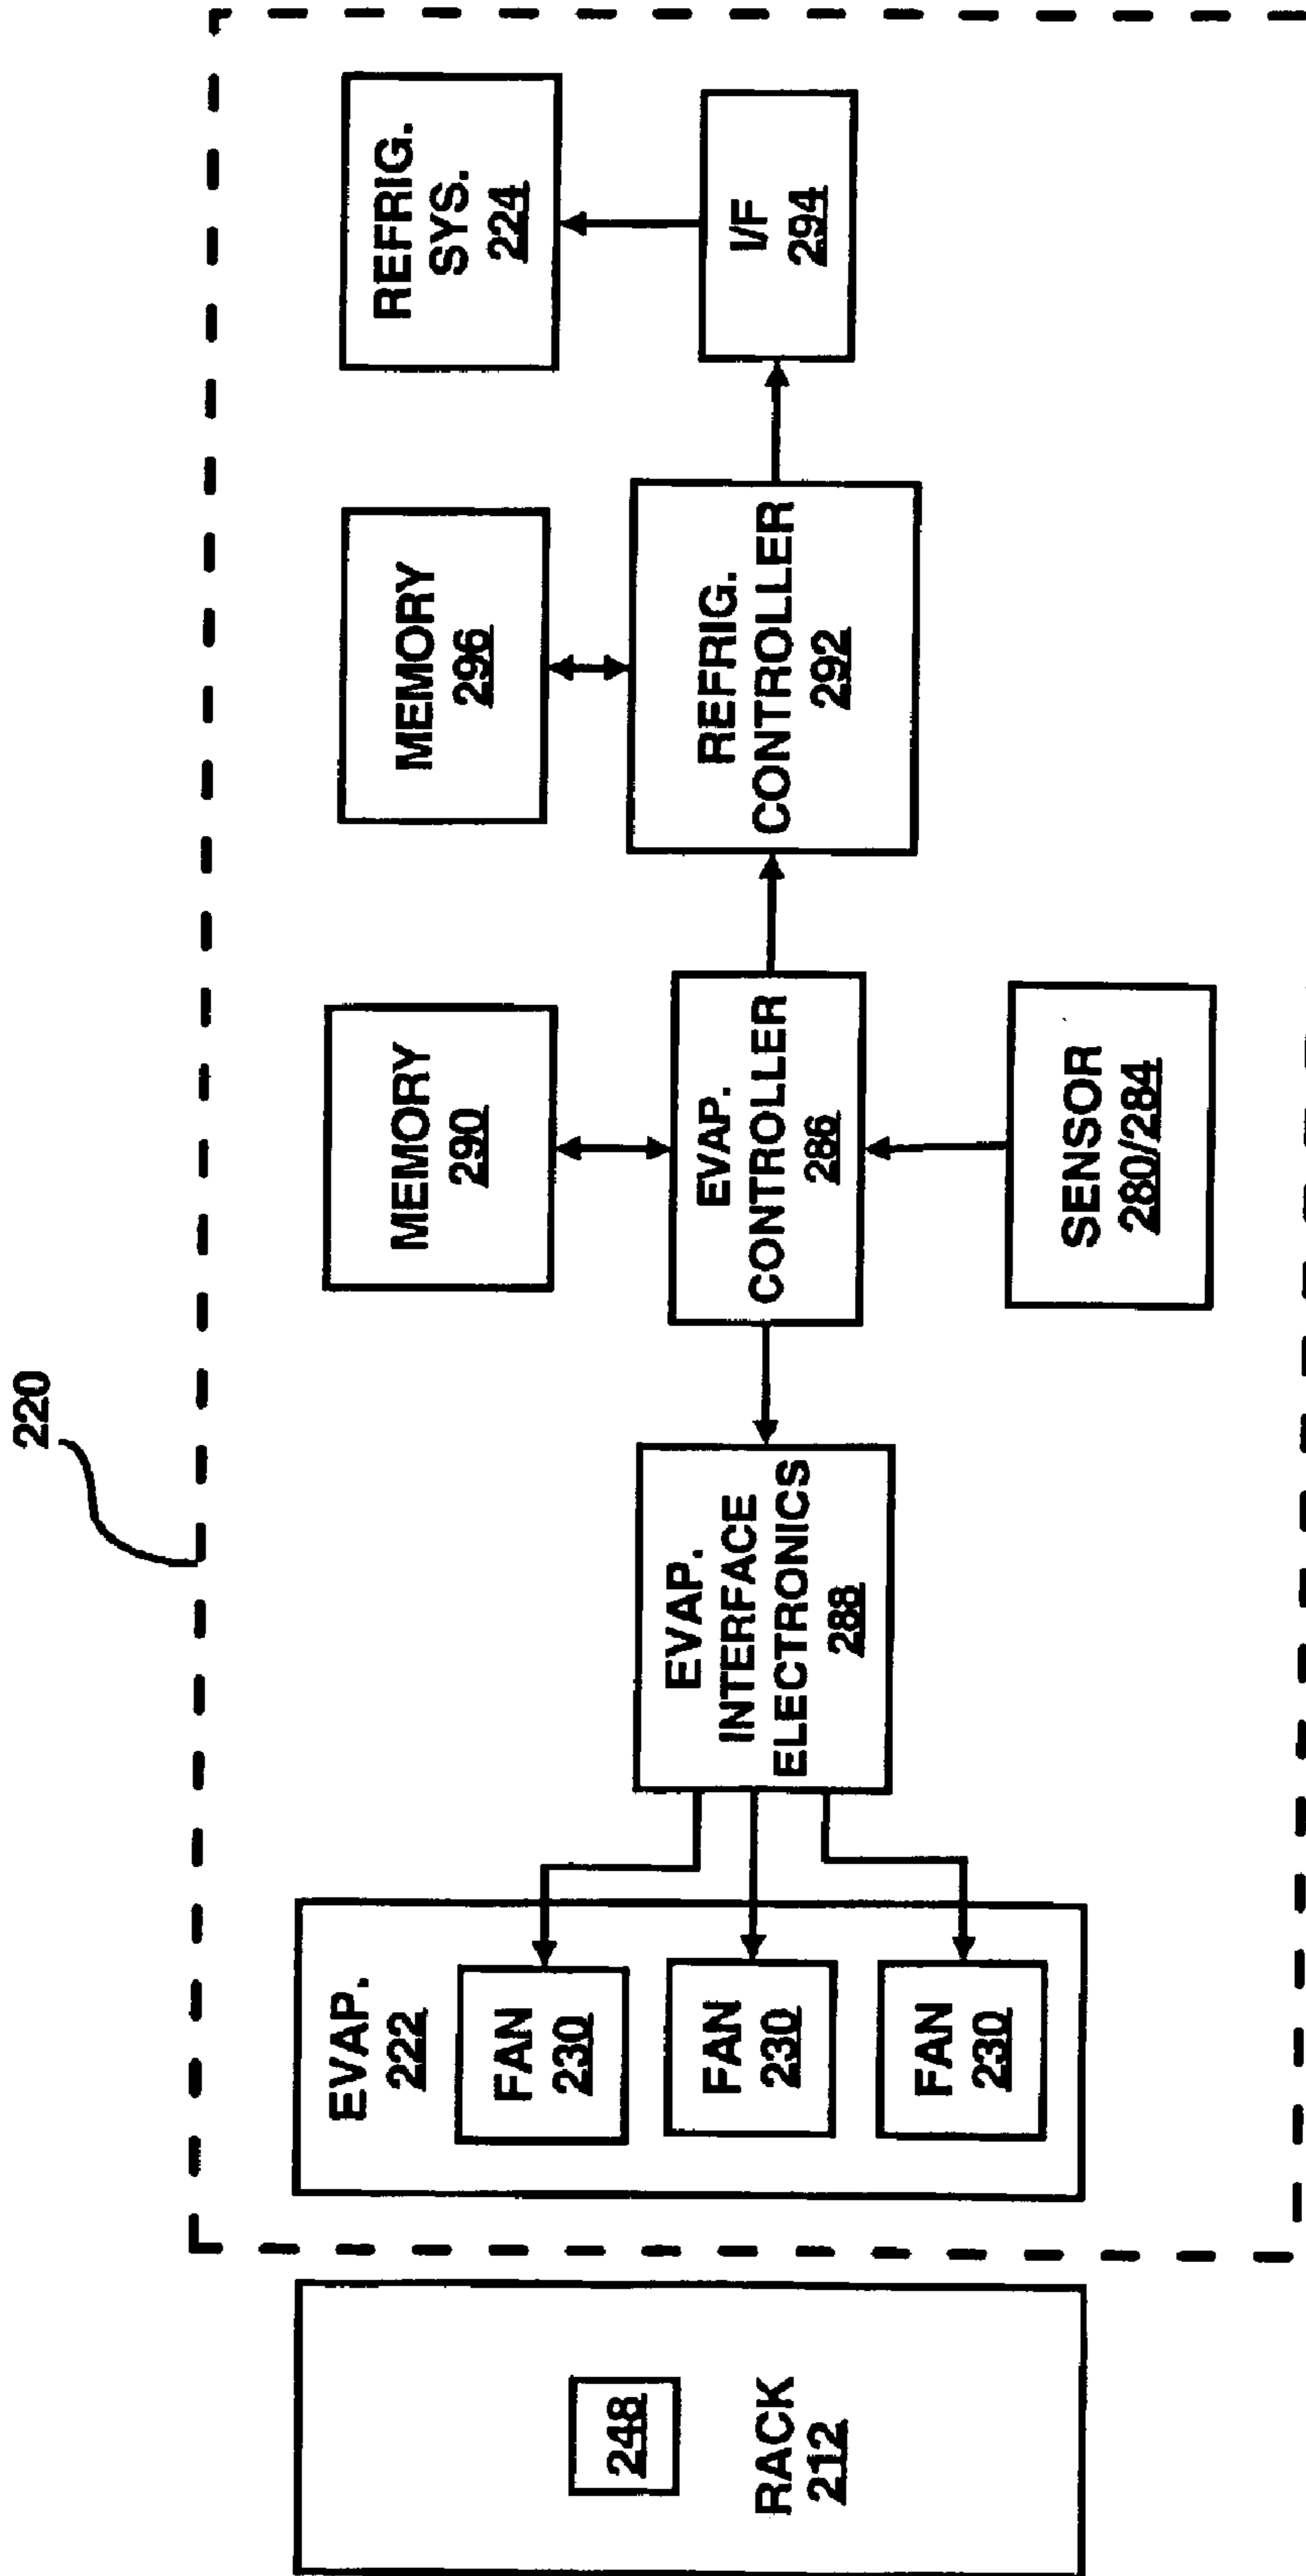 220
REFRIG.
SYS.
224
I/F
294
MEMORY
296
REFRIG.
CONTROLLER
292
MEMORY
290
EVAP.
CONTROLLER
286
SENSOR
280/284
EVAP.
INTERFACE
ELECTRONICS
288
EVAP.
222
FAN
230
FAN
230
FAN
230
248
RACK
212